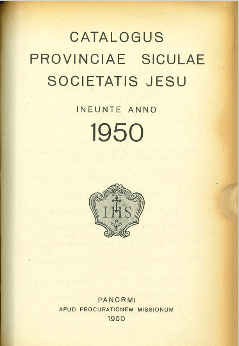 CATALOGUS
PROVINCIAE SICULAE
SOCIETATIS JESU
INEUNTE ANNO
1950
IHS
PANORMI
APUD PROCURATIONEM MISSIONUM
1950